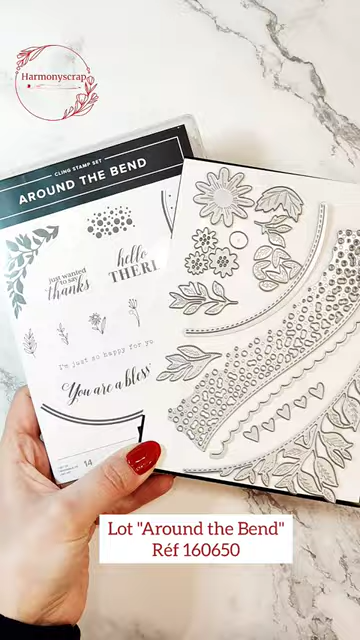 Harmonyscrap
CLING STAMP SET
AROUND THE BEND
hello
THERE
just wanted
to say
thanks
I'm just so happy for yo
You are a bless
14
Lot "Around the Bend"
Réf 160650